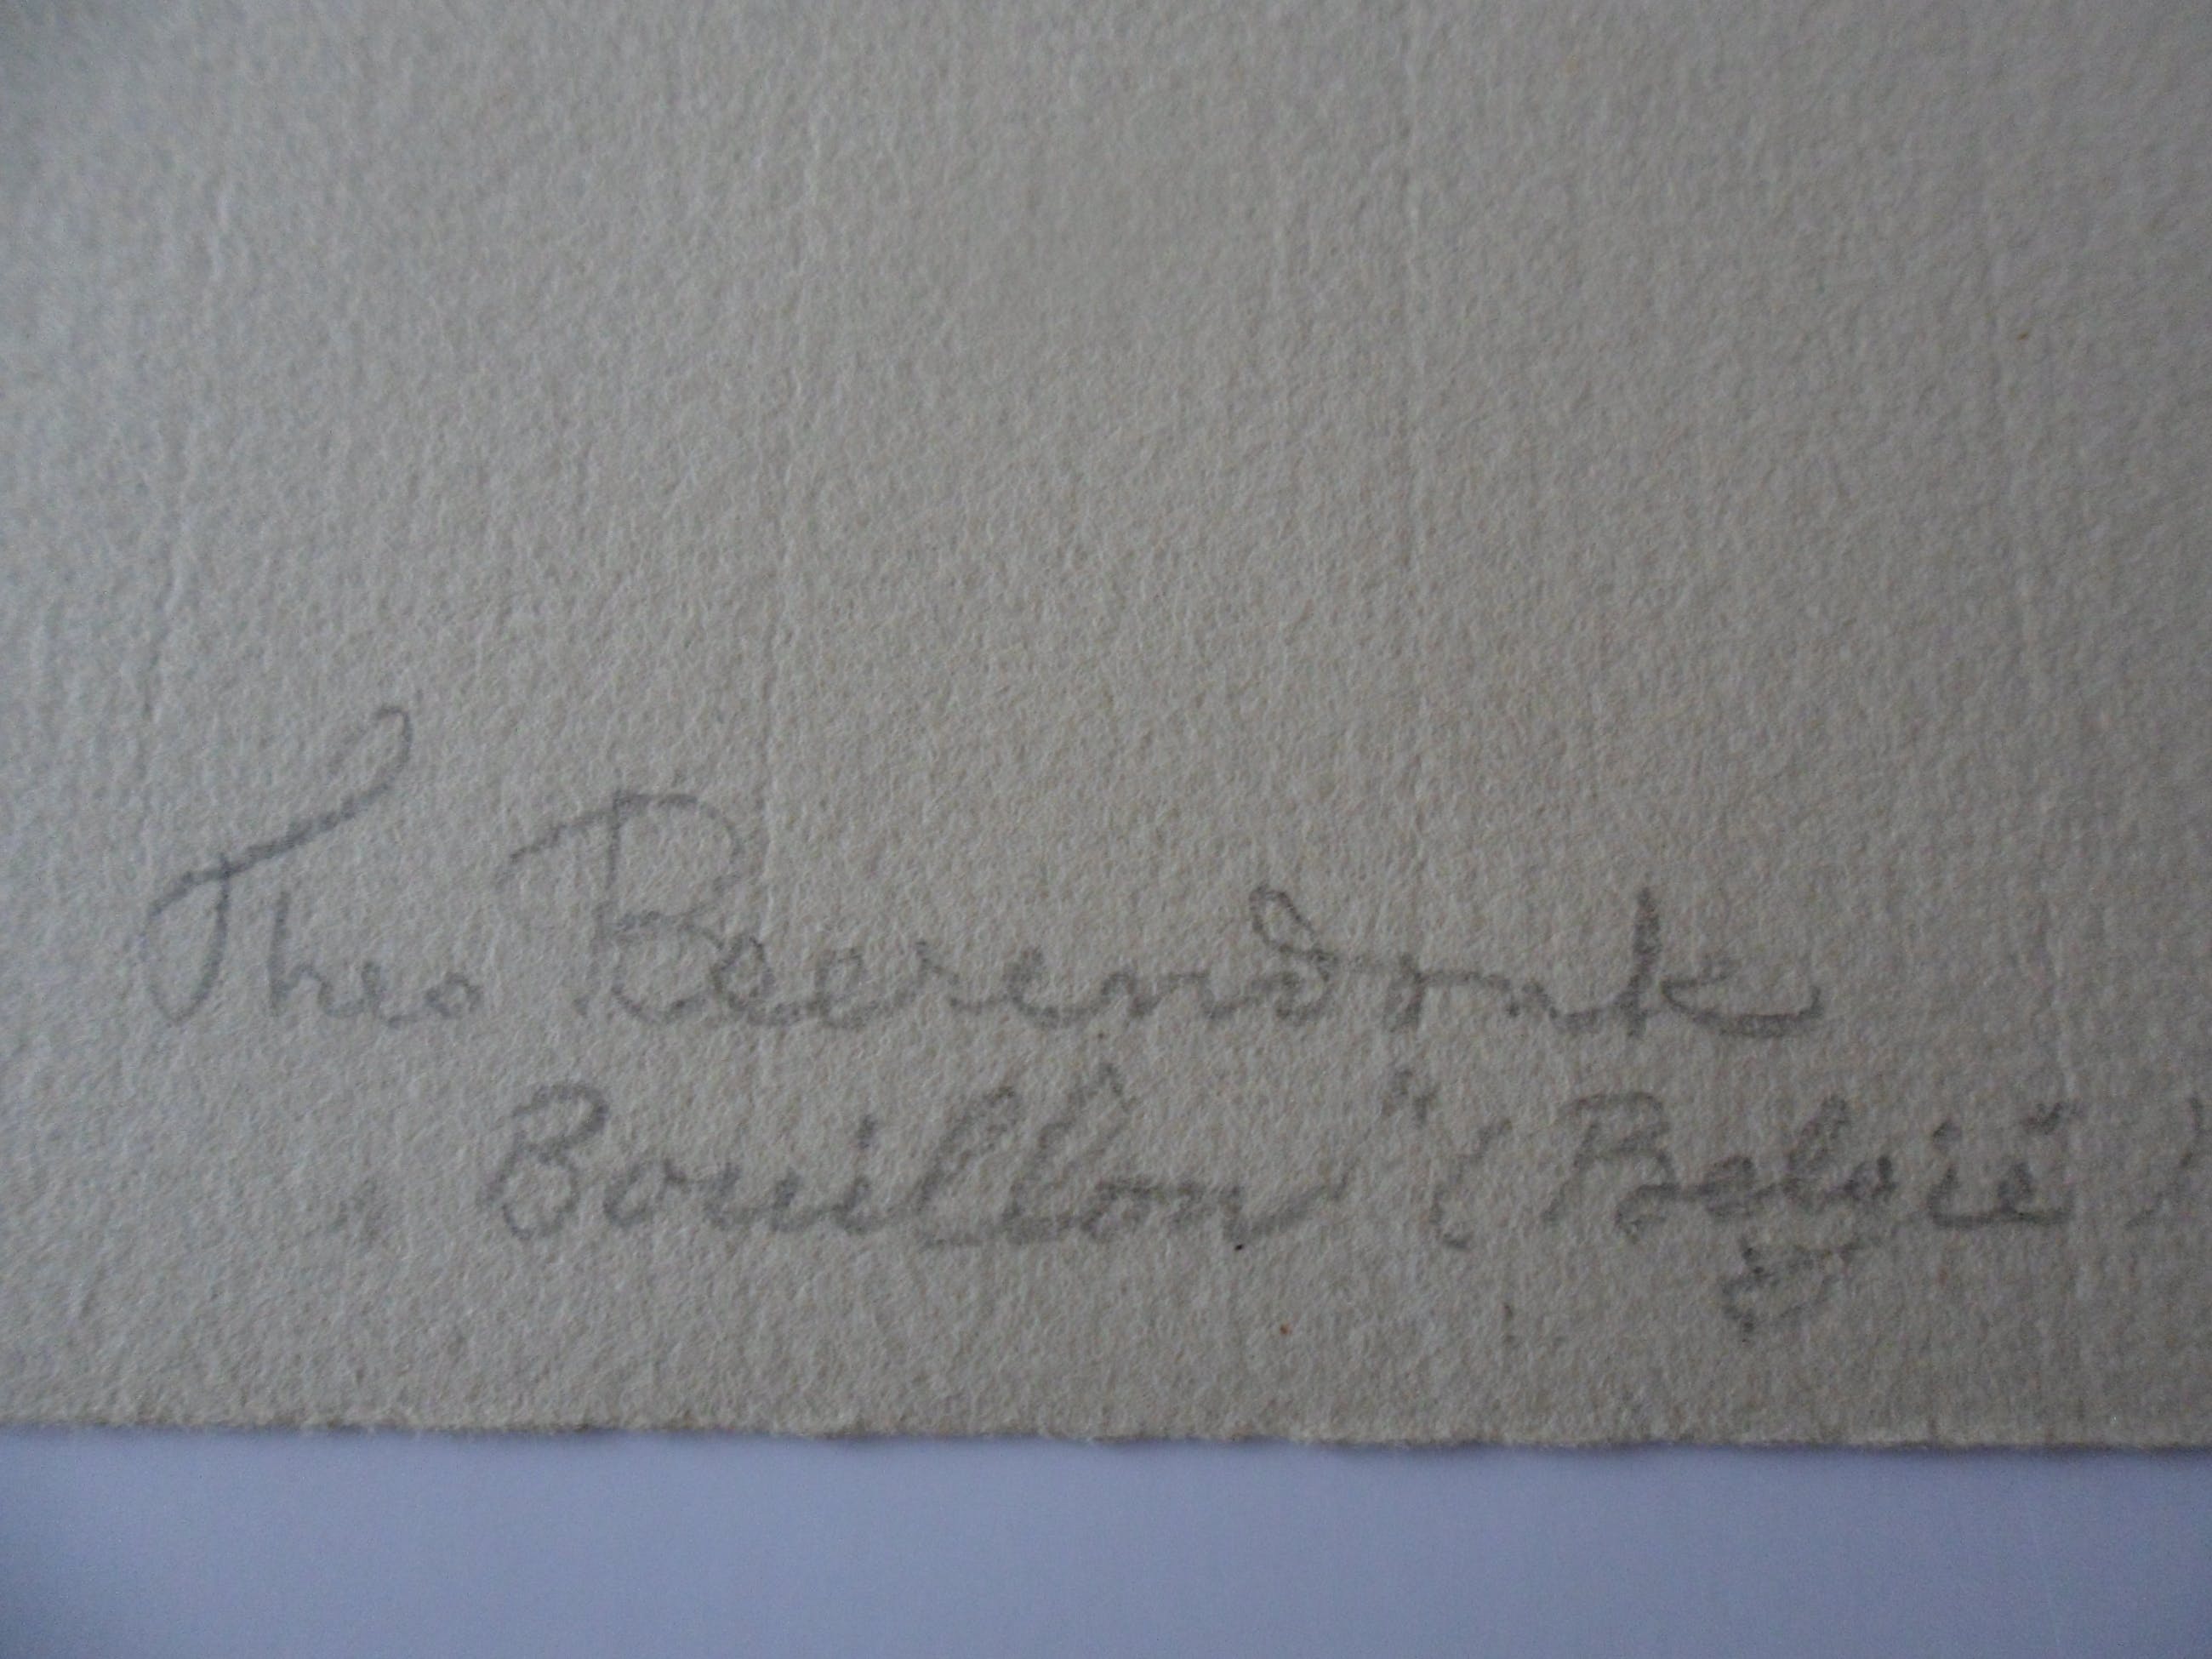 Theo Beerendonk
„ Bouillon " ( België )